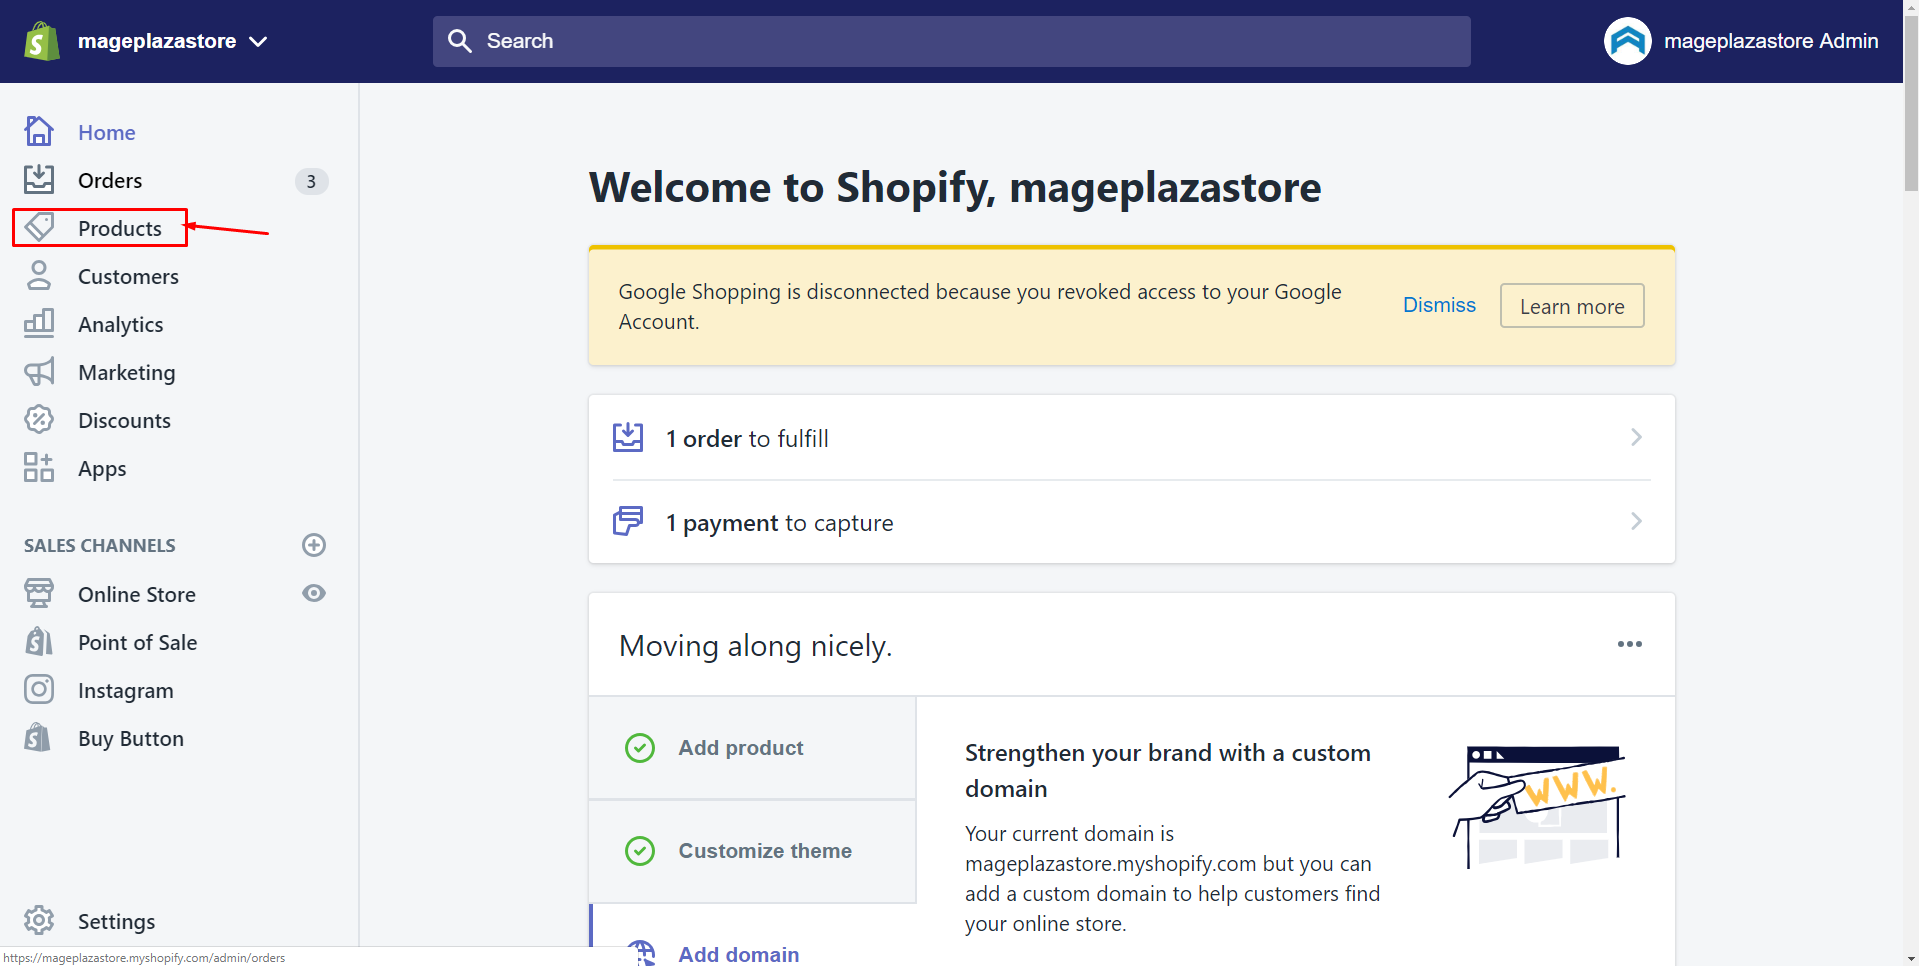 mageplazastore
Search
mageplazastore Admin
Home
Orders
3
Products
Customers
Analytics
Marketing
Discounts
Apps
SALES CHANNELS
Online Store
Point of Sale
Instagram
Buy Button
Settings
https://mageplazastore.myshopify.com/admin/orders
Welcome to Shopify, mageplazastore
Google Shopping is disconnected because you revoked access to your Google
Account.
Dismiss
Learn more
1 order to fulfill
1 payment to capture
Moving along nicely.
Add product
Customize theme
Add domain
Strengthen your brand with a custom
domain
Your current domain is
mageplazastore.myshopify.com but you can
add a custom domain to help customers find
your online store.
WWW.